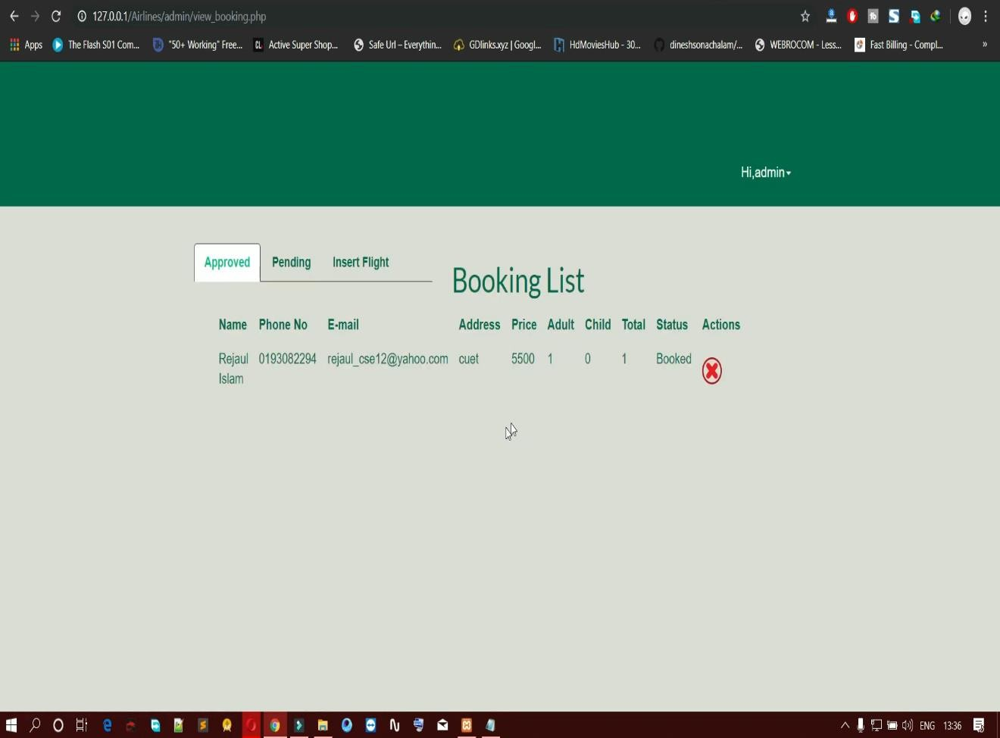 127.0.0.1/Airlines/admin/view_booking.php
Apps The Flash S01 Com... "50+ Working" Free... CL Active Super Shop... Safe Url – Everythin... GDlinks.xyz | Googl... HdMoviesHub - 30... dineshsonachalam/... WEBROCOM - Less... Fast Billing - Compl... »
Hi,admin
Approved Pending Insert Flight
Booking List
Name Phone No E-mail Address Price Adult Child Total Status Actions
Rejaul 0193082294 rejaul_cse12@yahoo.com cuet 5500 1 0 1 Booked
Islam
ENG 13:36